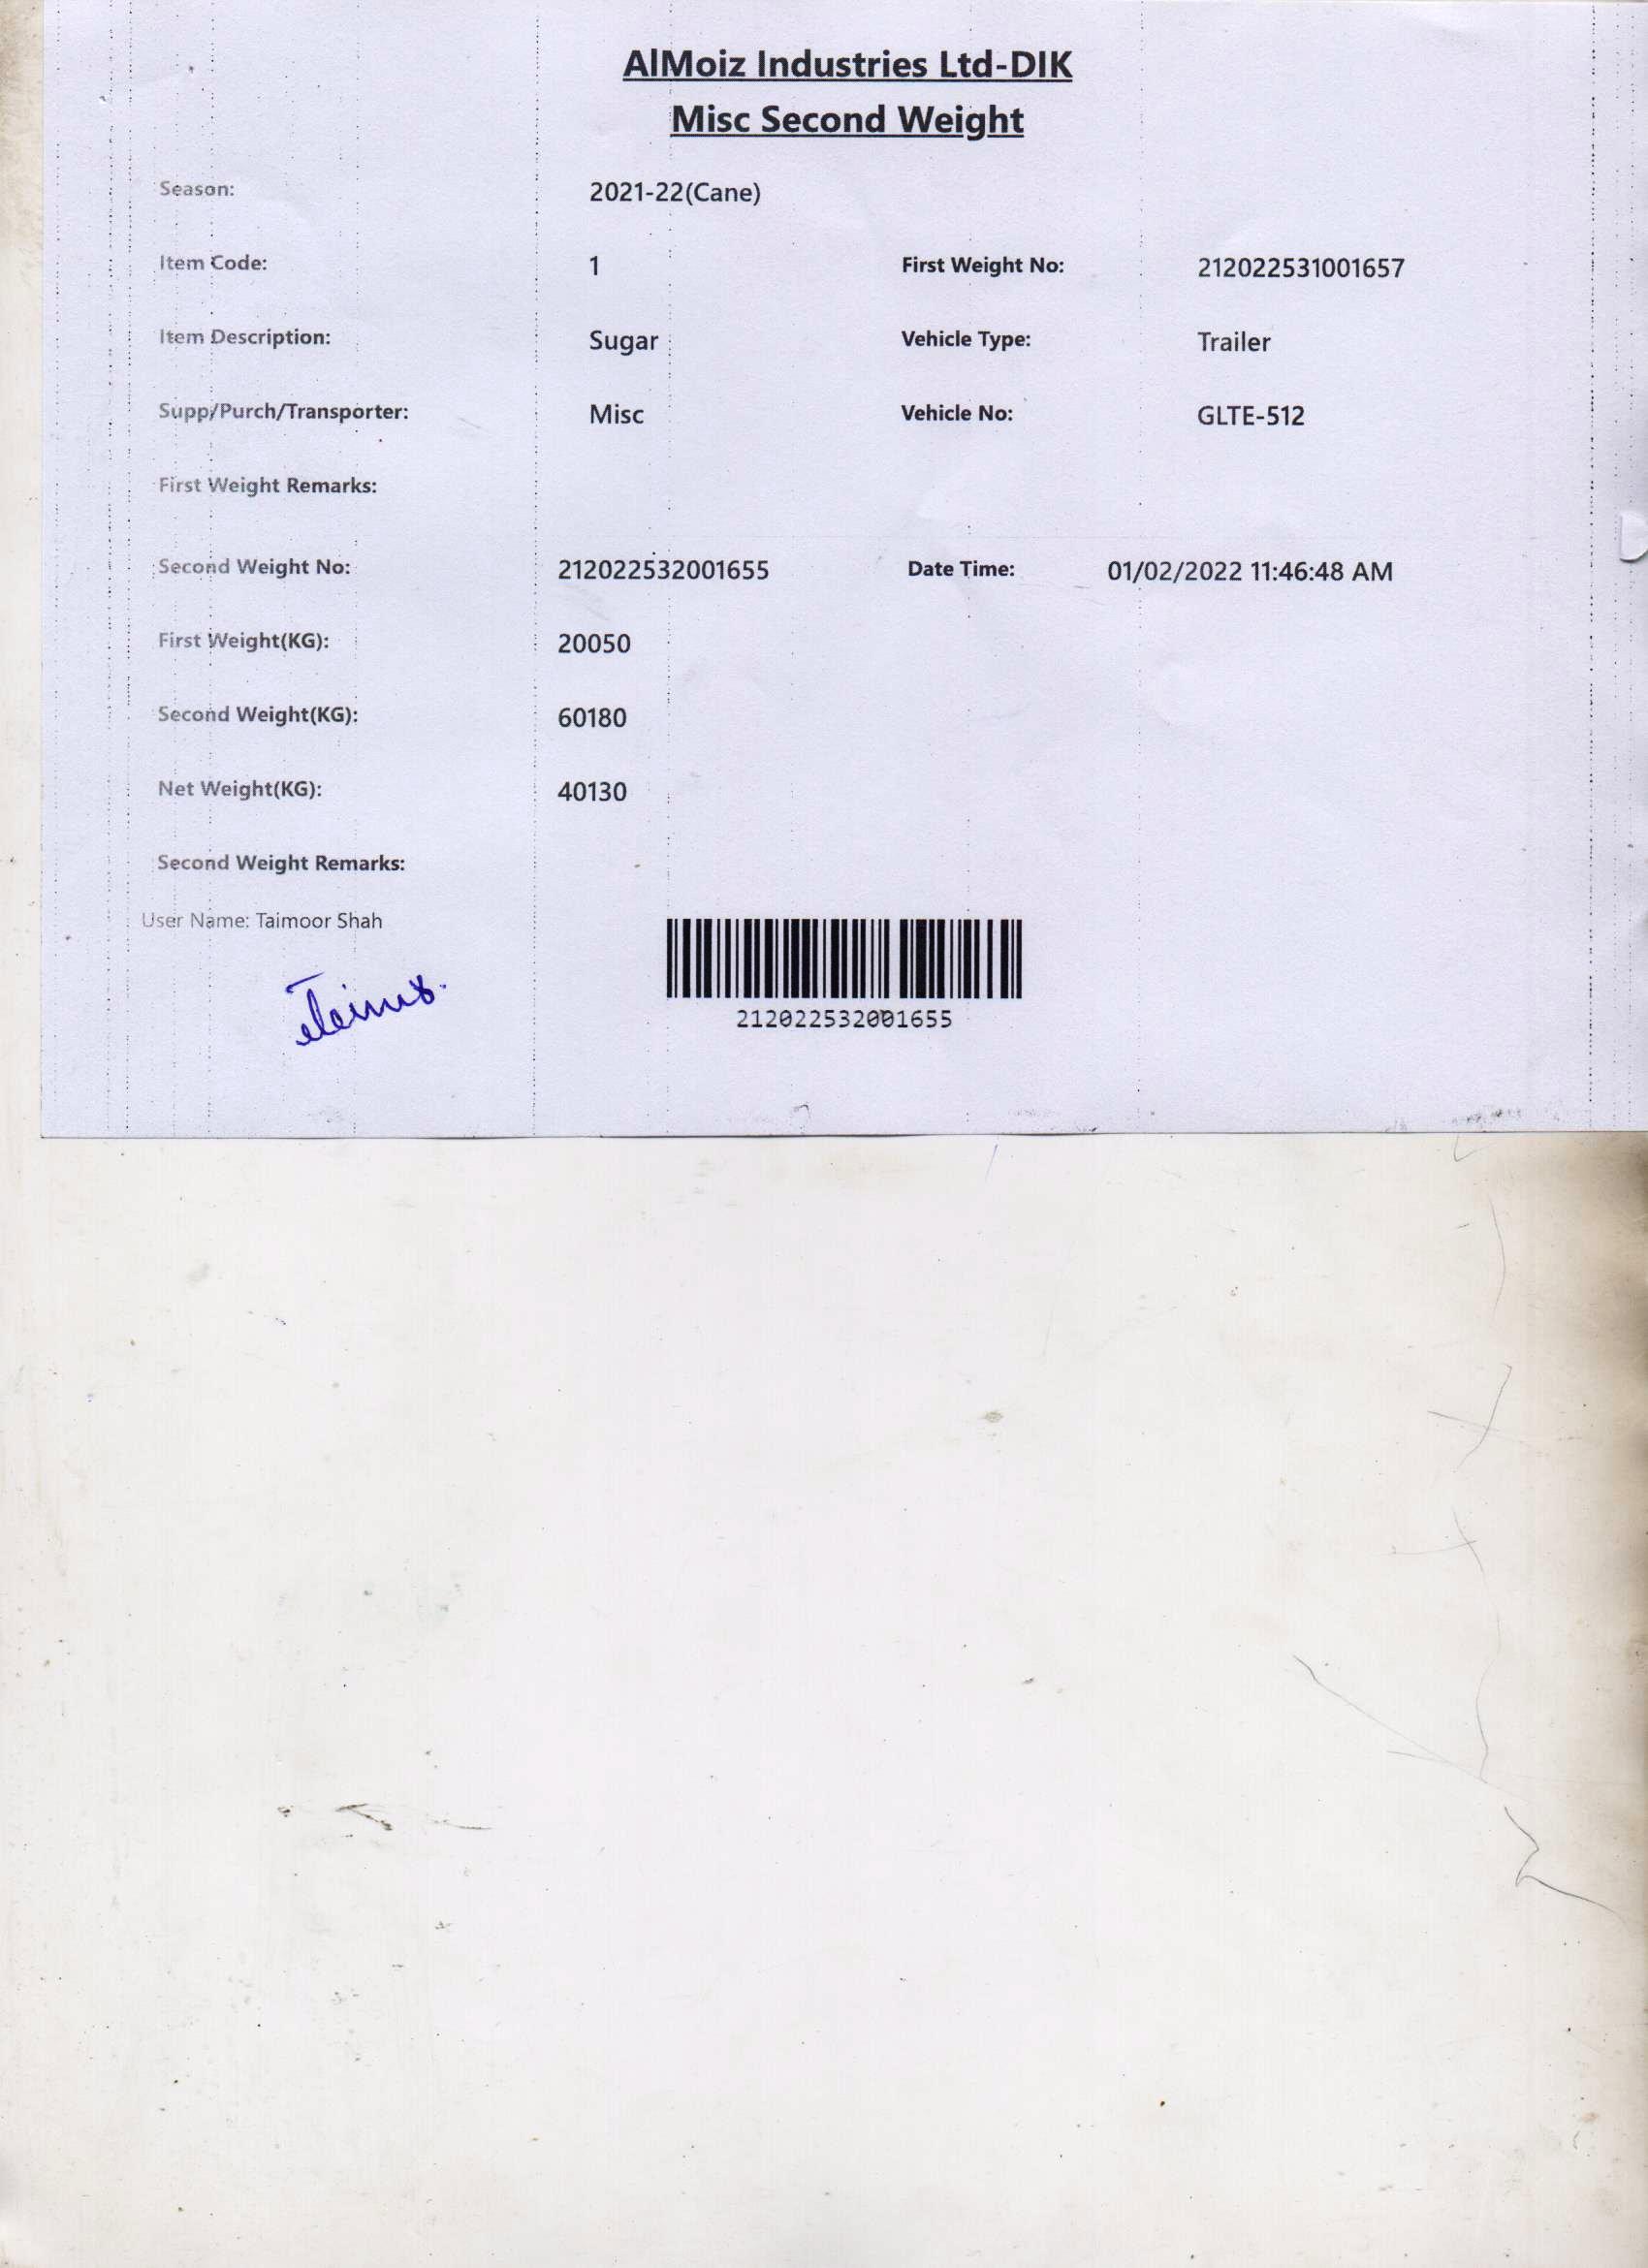 AlMoiz Industries Ltd-DIK
Misc Second Weight
Season: 2021-22(Cane)
Item Code: 1 First Weight No: 212022531001657
Item Description: Sugar Vehicle Type: Trailer
Supp/Purch/Transporter: Misc Vehicle No: GLTE-512
First Weight Remarks:
Second Weight No: 212022532001655 Date Time: 01/02/2022 11:46:48 AM
First Weight(KG): 20050
Second Weight(KG): 60180
Net Weight(KG): 40130
Second Weight Remarks:
User Name: Taimoor Shah
212022532001655